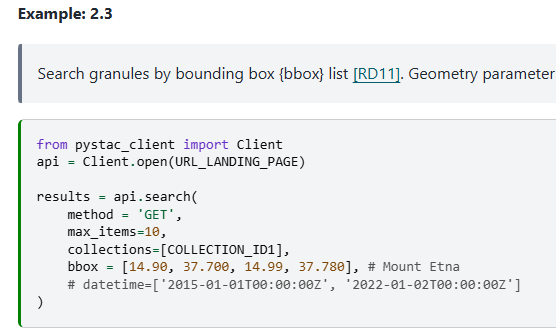 Example: 2.3
Search granules by bounding box {bbox} list [RD11]. Geometry parameter
from pystac_client import Client
api = Client.open(URL_LANDING_PAGE)
results = api.search(
    method = 'GET',
    max_items=10,
    collections=[COLLECTION_ID1],
    bbox = [14.90, 37.700, 14.99, 37.780], # Mount Etna
    # datetime=['2015-01-01T00:00:00Z', '2022-01-02T00:00:00Z']
)